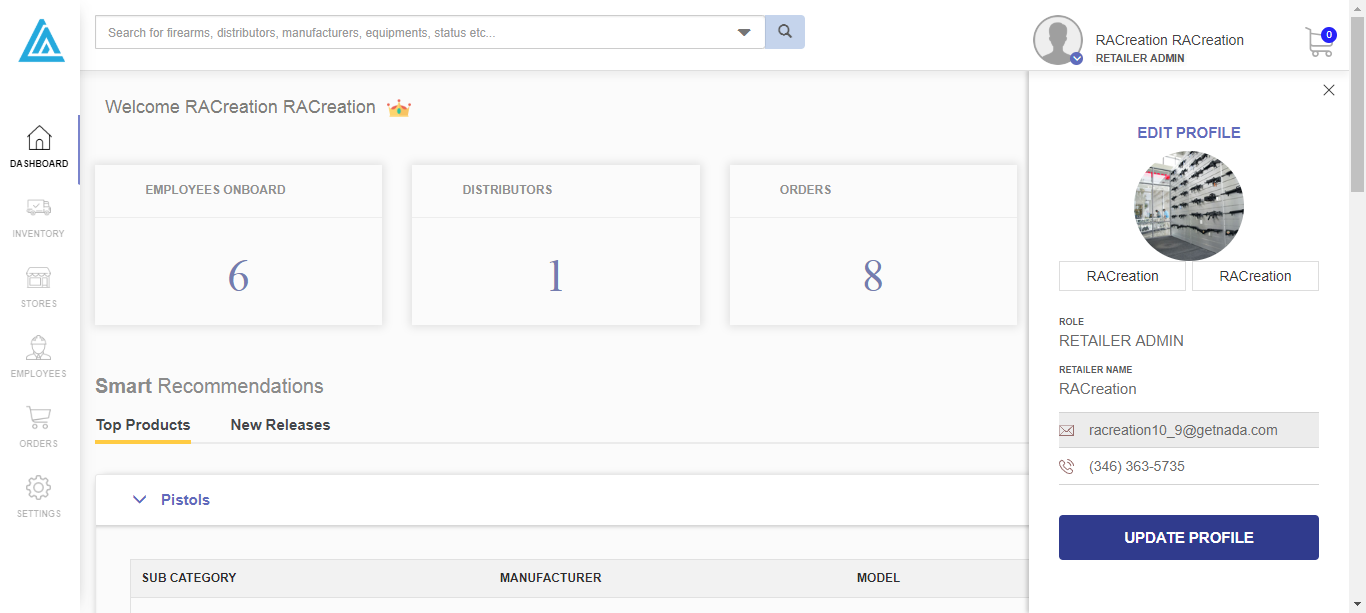 Search for firearms, distributors, manufacturers, equipments, status etc...
RACreation RACreation
RETAILER ADMIN
0
DASHBOARD
INVENTORY
STORES
EMPLOYEES
ORDERS
SETTINGS
Welcome RACreation RACreation
EMPLOYEES ONBOARD
6
DISTRIBUTORS
1
ORDERS
8
Smart Recommendations
Top Products
New Releases
Pistols
SUB CATEGORY
MANUFACTURER
MODEL
EDIT PROFILE
RACreation
RACreation
ROLE
RETAILER ADMIN
RETAILER NAME
RACreation
racreation10_9@getnada.com
(346) 363-5735
UPDATE PROFILE